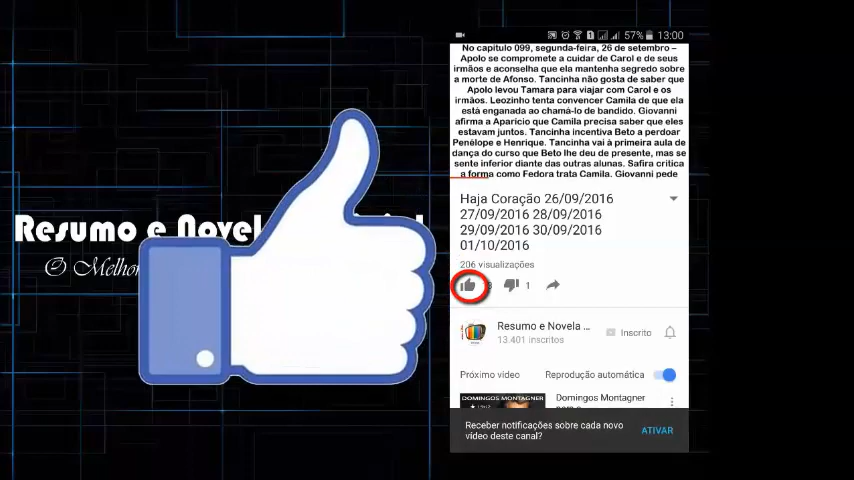 Resumo e Novel
O Melhor
57% 13:00
No capítulo 099, segunda-feira, 26 de setembro –
Apolo se compromete a cuidar de Carol e de seus
irmãos e aconselha que ela mantenha segredo sobre
a morte de Afonso. Tancinha não gosta de saber que
Apolo levou Tamara para viajar com Carol e os
irmãos. Leozinho tenta convencer Camila de que ela
está enganada ao chamá-lo de bandido. Giovanni
afirma a Aparício que Camila precisa saber que eles
estavam juntos. Tancinha incentiva Beto a perdoar
Penélope e Henrique. Tancinha vai à primeira aula de
dança do curso que Beto lhe deu de presente, mas se
sente inferior diante das outras alunas. Safira critica
a forma como Fedora trata Camila. Giovanni pede
Haja Coração 26/09/2016
27/09/2016 28/09/2016
29/09/2016 30/09/2016
01/10/2016
206 visualizações
1
Resumo e Novela ...
13.401 inscritos
Inscrito
Próximo vídeo Reprodução automática
DOMINGOS MONTAGNER
Domingos Montagner
Receber notificações sobre cada novo
vídeo deste canal?
ATIVAR